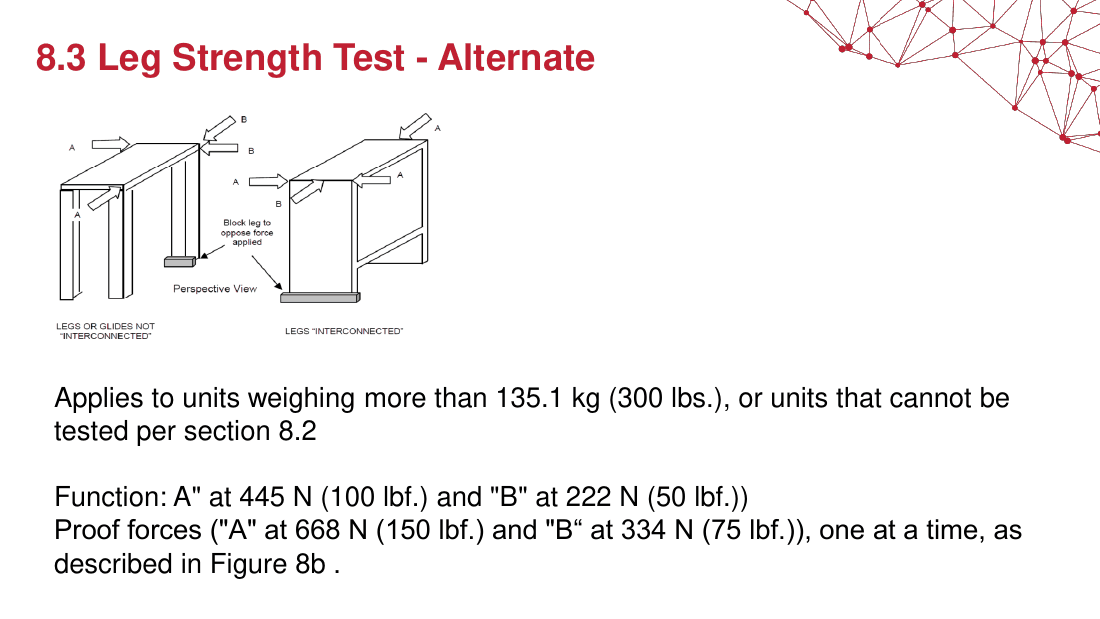 8.3 Leg Strength Test - Alternate
B
A
A
B
A
A
B
A
Block leg to
oppose force
applied
Perspective View
LEGS OR GLIDES NOT
"INTERCONNECTED"
LEGS "INTERCONNECTED"
Applies to units weighing more than 135.1 kg (300 lbs.), or units that cannot be
tested per section 8.2
Function: A" at 445 N (100 lbf.) and "B" at 222 N (50 lbf.))
Proof forces ("A" at 668 N (150 lbf.) and "B“ at 334 N (75 lbf.)), one at a time, as
described in Figure 8b .